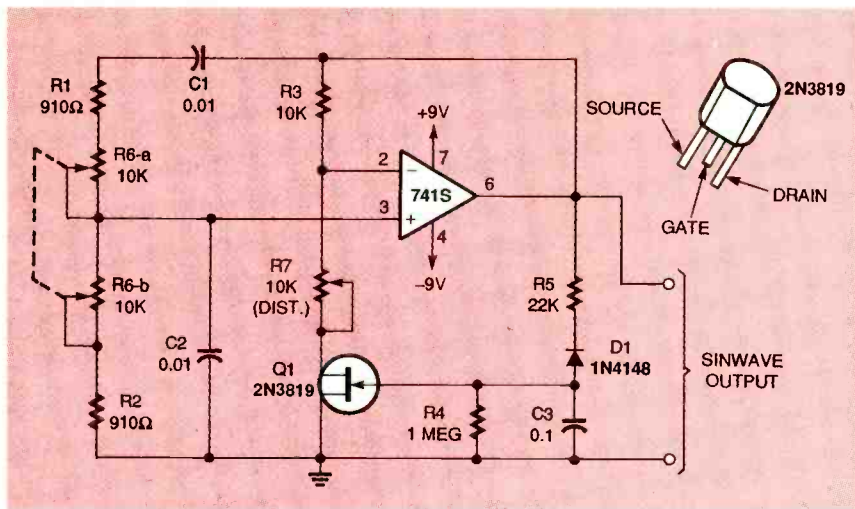 R1
910Ω
C1
0.01
R3
10K
+9V
2N3819
SOURCE
GATE
DRAIN
R6-a
10K
2
7
741S
6
3
4
–9V
R6-b
10K
R7
10K
(DIST.)
R5
22K
C2
0.01
D1
1N4148
Q1
2N3819
SINWAVE
OUTPUT
R2
910Ω
R4
1 MEG
C3
0.1
–
+